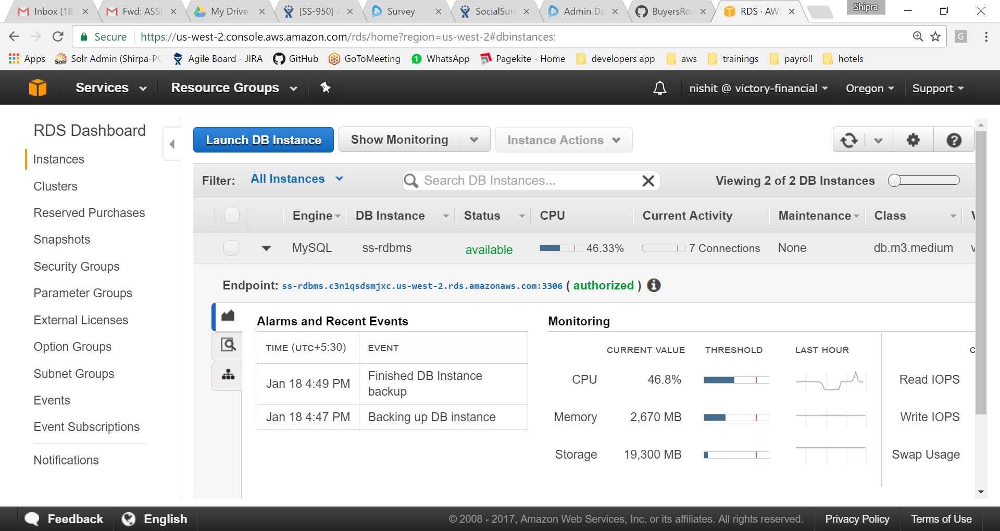 Inbox (18, Fwd: ASSI My Drive [SS-950] A Survey SocialSurv Admin Da BuyersRoa RDS · AWS Shipra
Secure https://us-west-2.console.aws.amazon.com/rds/home?region=us-west-2#dbinstances: G
Apps Solr Solr Admin (Shirpa-PC Agile Board - JIRA GitHub GoToMeeting 1 WhatsApp Pagekite - Home developers app aws trainings payroll hotels
Services Resource Groups nishit @ victory-financial Oregon Support
RDS Dashboard
Instances
Clusters
Reserved Purchases
Snapshots
Security Groups
Parameter Groups
External Licenses
Option Groups
Subnet Groups
Events
Event Subscriptions
Notifications
Launch DB Instance Show Monitoring Instance Actions
Filter: All Instances Search DB Instances... Viewing 2 of 2 DB Instances
Engine DB Instance Status CPU Current Activity Maintenance Class
MySQL ss-rdbms available 46.33% 7 Connections None db.m3.medium
Endpoint: ss-rdbms.c3n1qsdsmjxc.us-west-2.rds.amazonaws.com:3306 ( authorized )
Alarms and Recent Events
TIME (UTC+5:30) EVENT
Jan 18 4:49 PM Finished DB Instance
backup
Jan 18 4:47 PM Backing up DB instance
Monitoring
CURRENT VALUE THRESHOLD LAST HOUR
CPU 46.8% Read IOPS
Memory 2,670 MB Write IOPS
Storage 19,300 MB Swap Usage
Feedback English © 2008 - 2017, Amazon Web Services, Inc. or its affiliates. All rights reserved. Privacy Policy Terms of Use